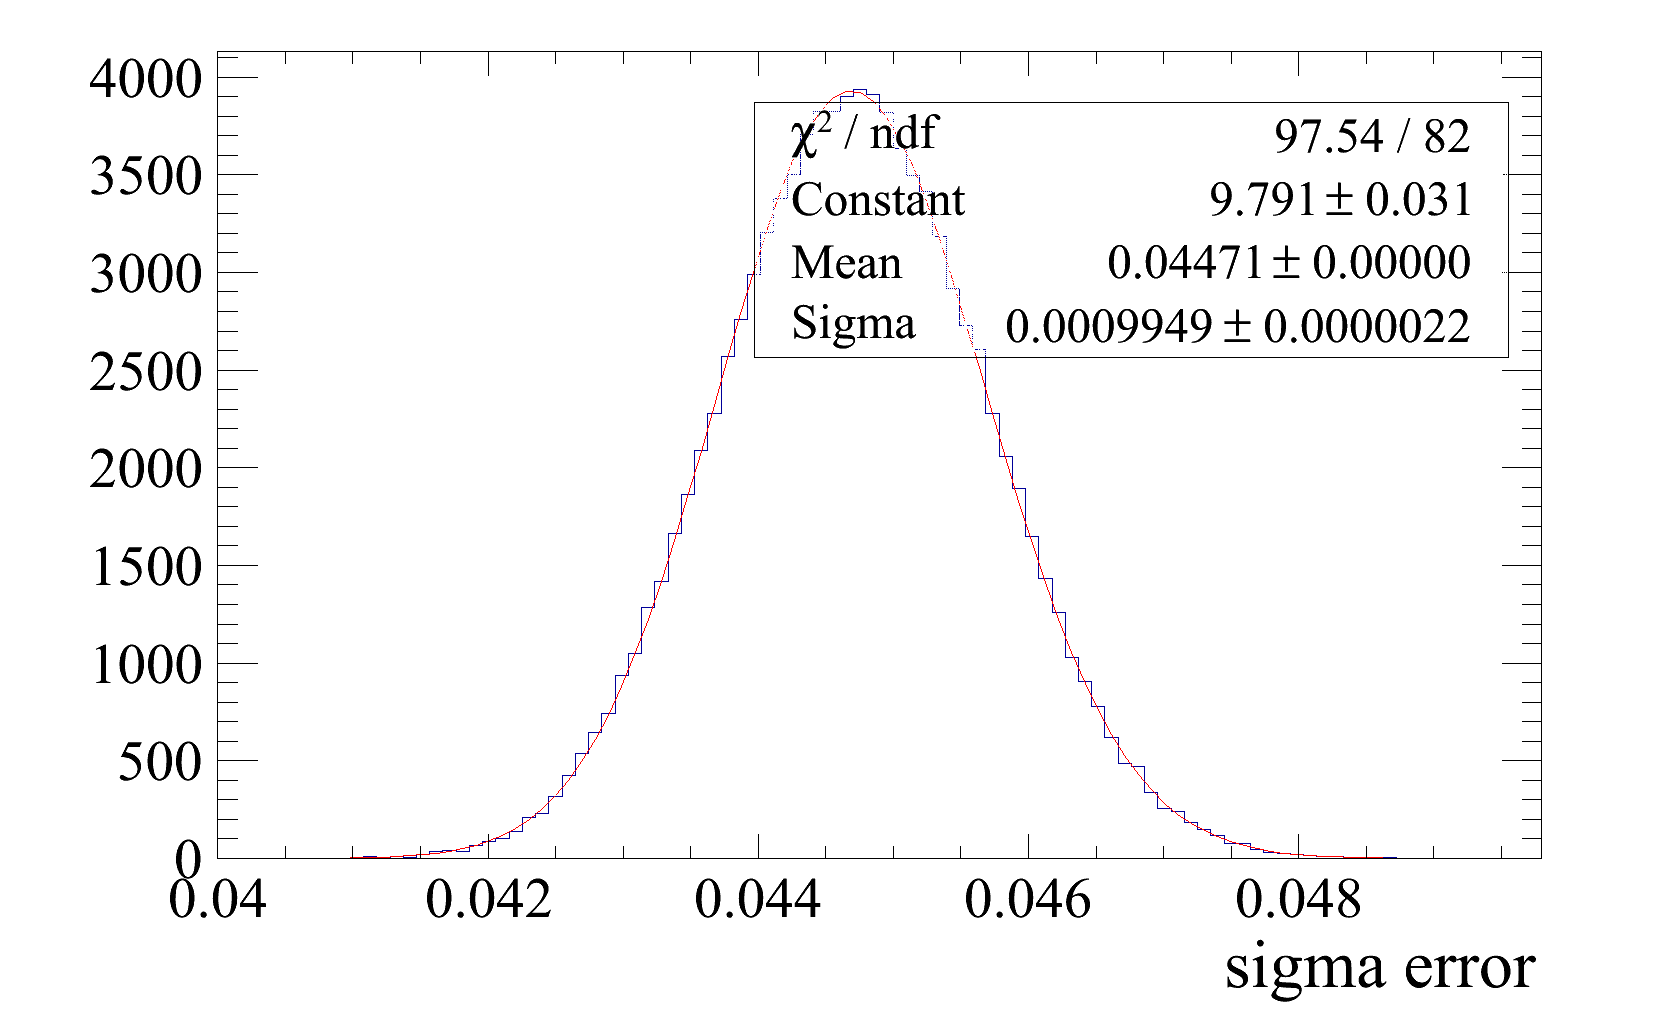 4000
3500
3000
2500
2000
1500
1000
500
0
χ² / ndf 97.54 / 82
Constant 9.791 ± 0.031
Mean 0.04471 ± 0.00000
Sigma 0.0009949 ± 0.0000022
0.04 0.042 0.044 0.046 0.048
sigma error